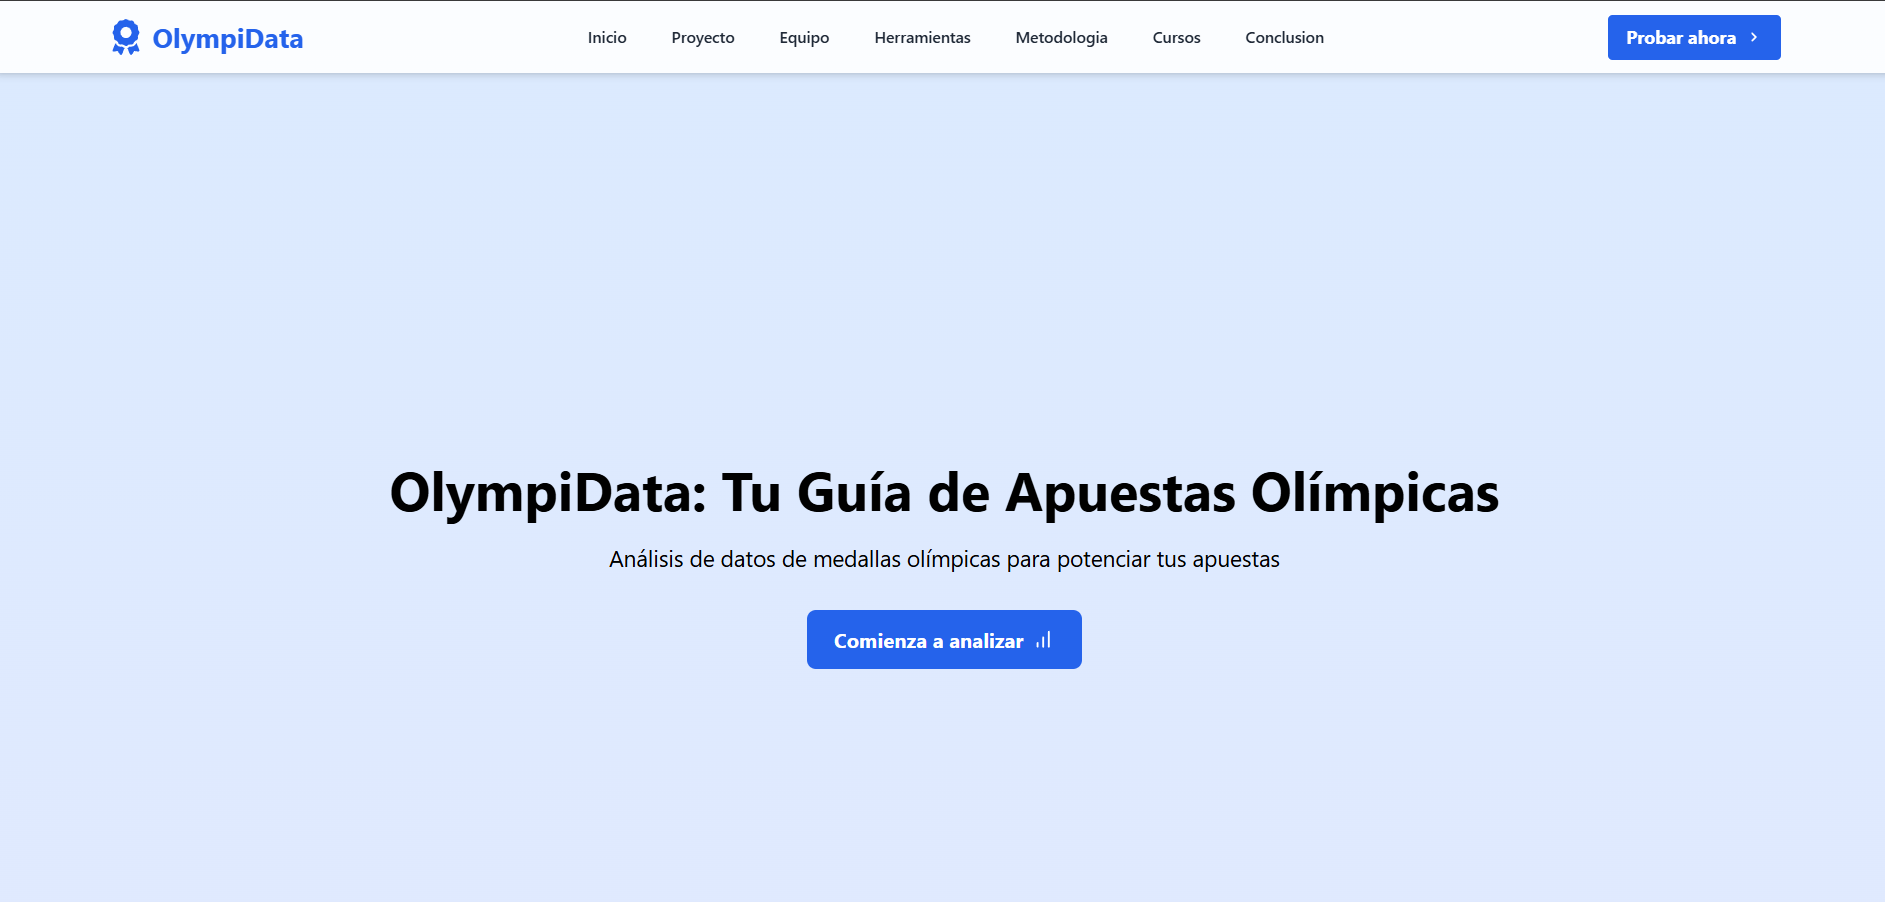 OlympiData
Inicio Proyecto Equipo Herramientas Metodologia Cursos Conclusion
Probar ahora
OlympiData: Tu Guía de Apuestas Olímpicas
Análisis de datos de medallas olímpicas para potenciar tus apuestas
Comienza a analizar